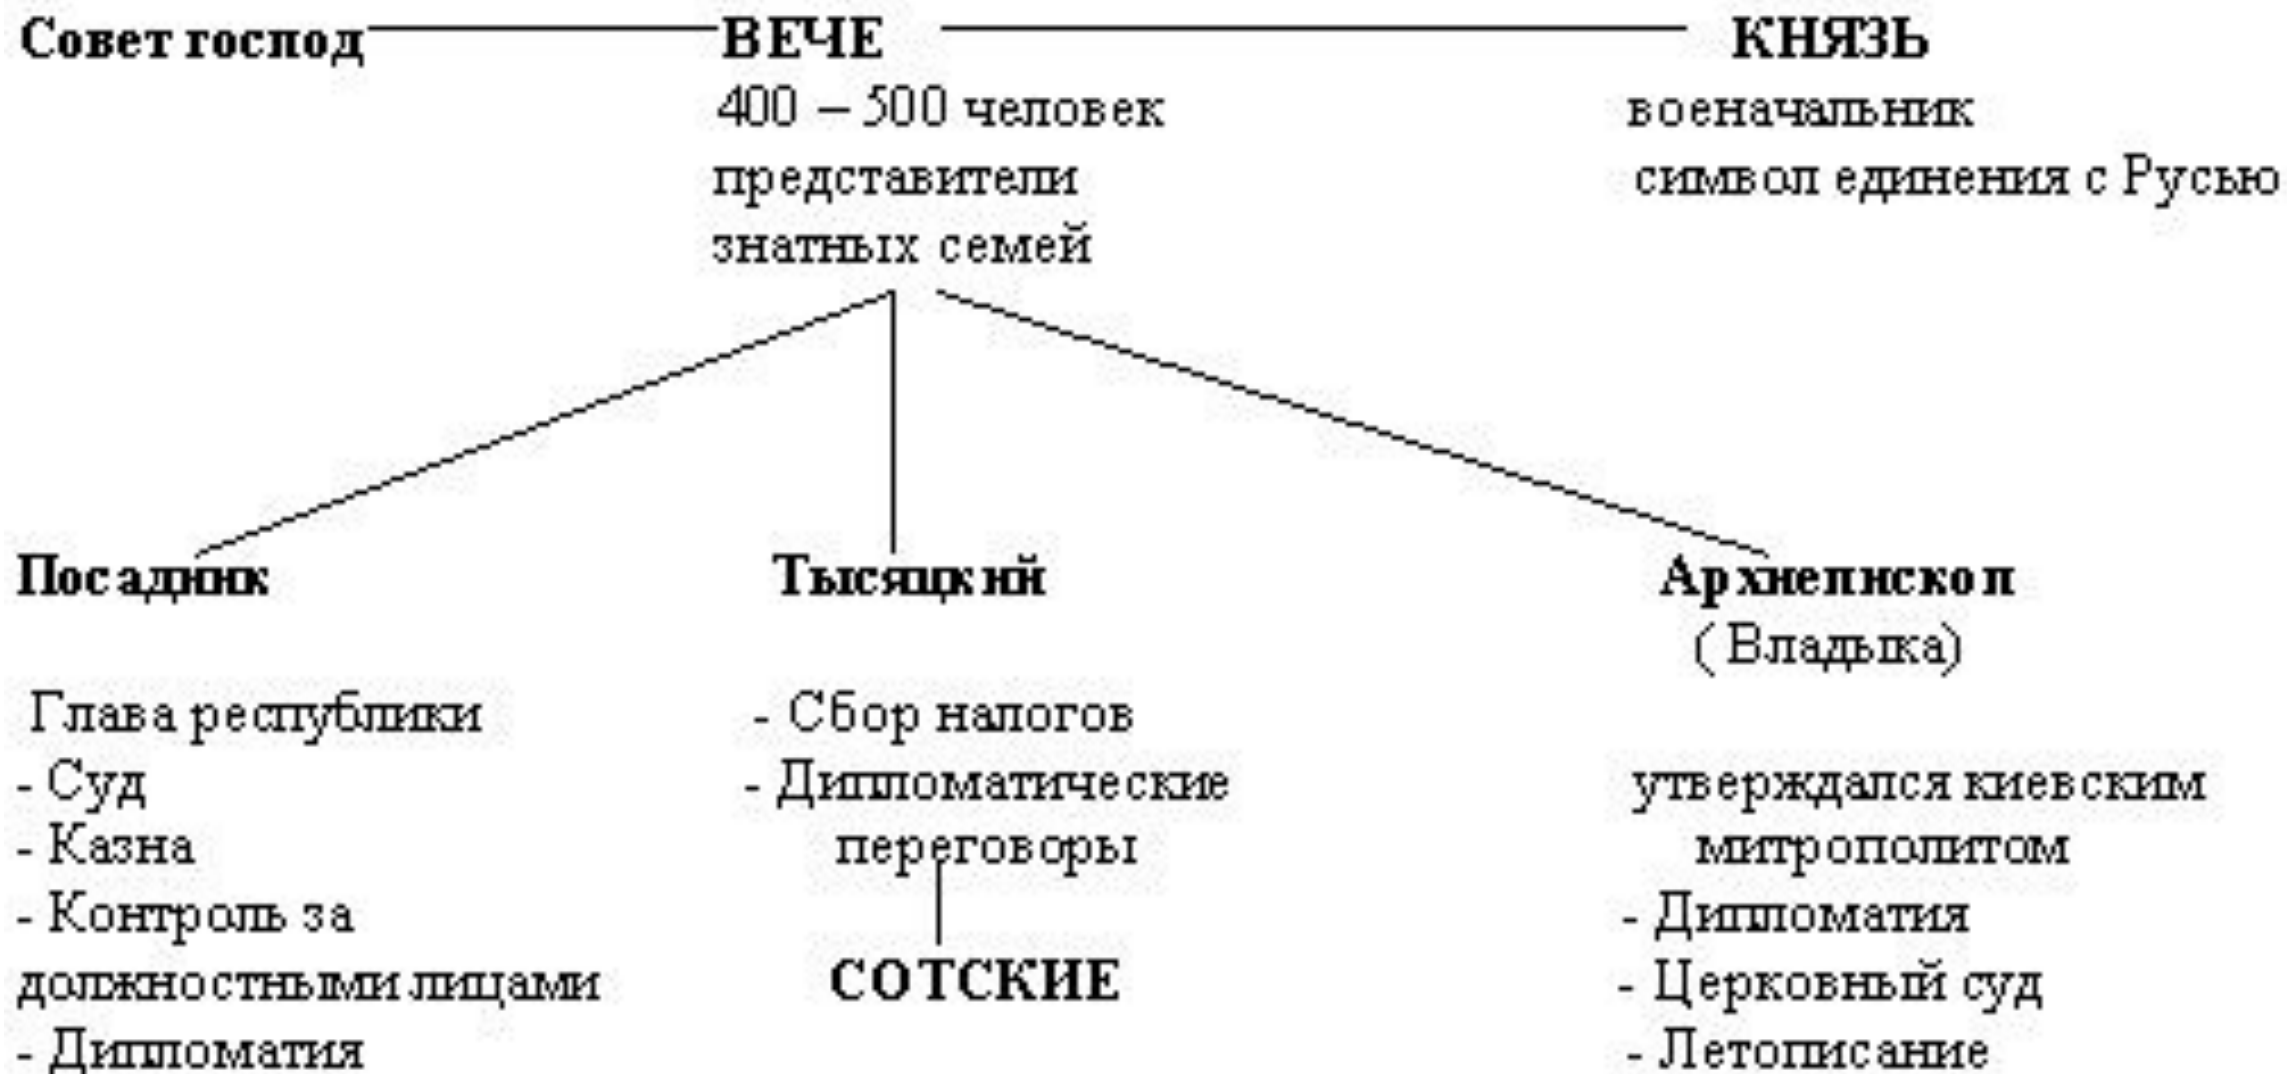 Совет господ
ВЕЧЕ
400 – 500 человек
представители
знатных семей
КНЯЗЬ
военачальник
символ единения с Русью
Посадник
Глава республики
- Суд
- Казна
- Контроль за
должностными лицами
- Дипломатия
Тысяцкий
- Сбор налогов
- Дипломатические
переговоры
СОТСКИЕ
Архиепископ
( Владыка)
утверждался киевским
митрополитом
- Дипломатия
- Церковный суд
- Летописание